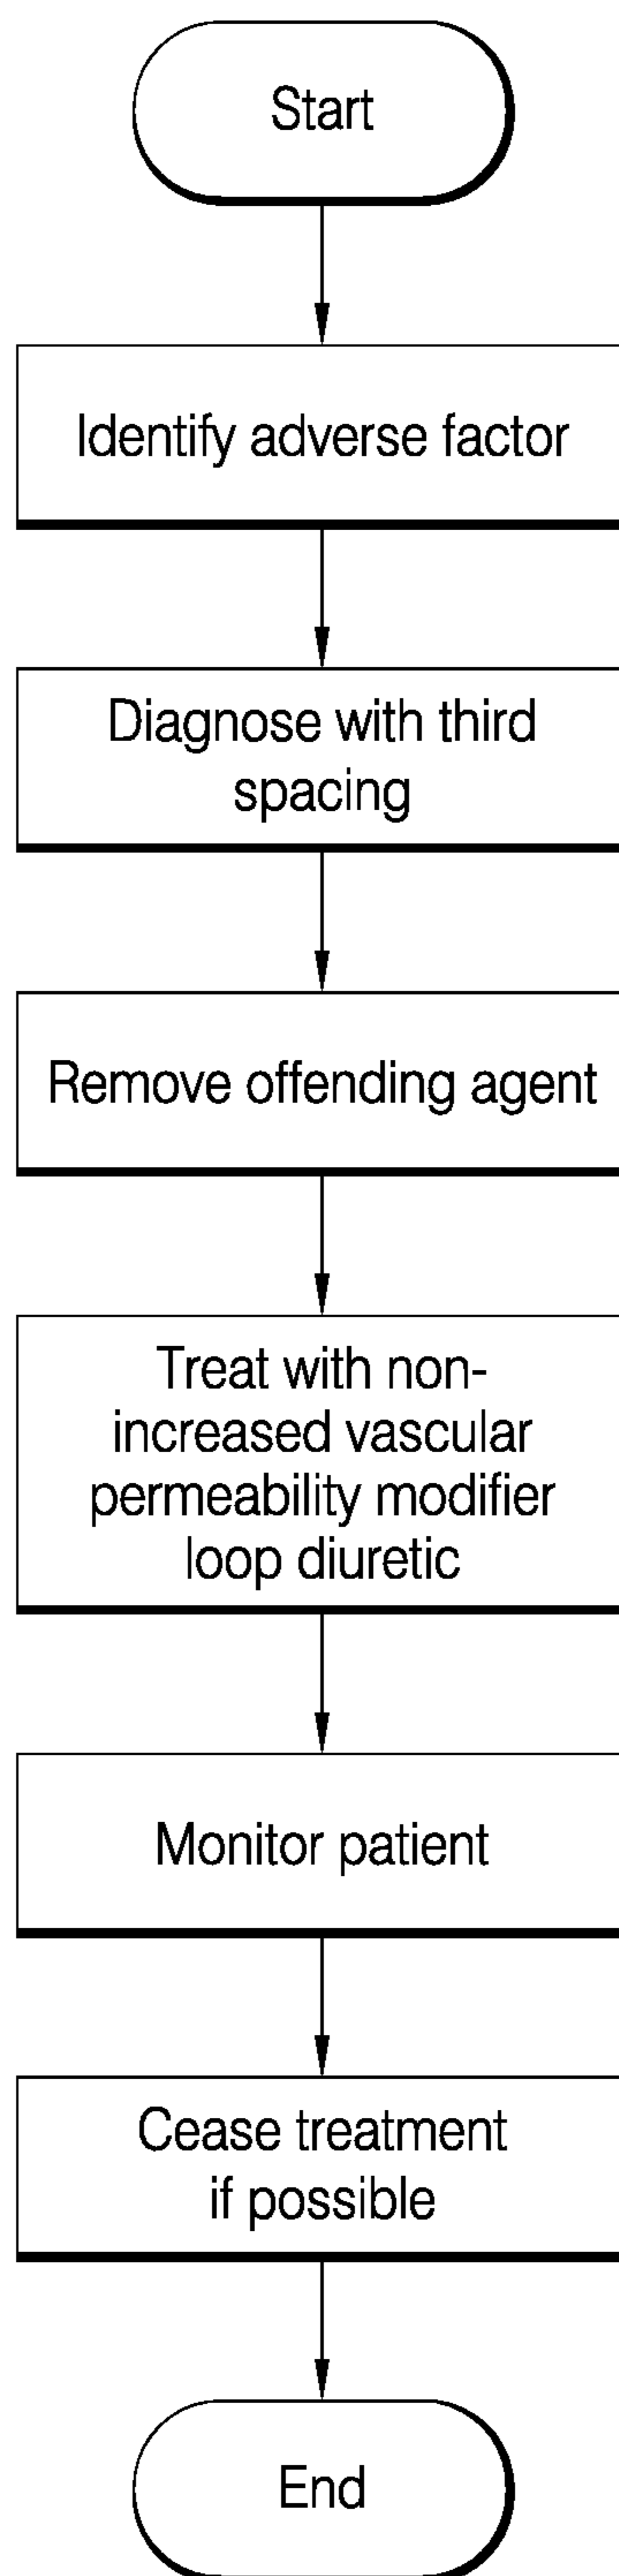 Start
Identify adverse factor
Diagnose with third
spacing
Remove offending agent
Treat with non-
increased vascular
permeability modifier
loop diuretic
Monitor patient
Cease treatment
if possible
End